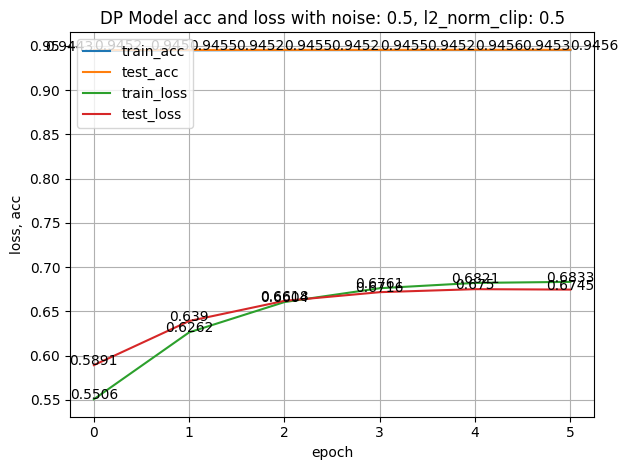 DP Model acc and loss with noise: 0.5, l2_norm_clip: 0.5
0.9452 0.9455 0.9452 0.9455 0.9452 0.9455 0.9452 0.9456 0.9453 0.9456
train_acc
test_acc
train_loss
test_loss
0.95
0.90
0.85
0.80
0.75
0.70
0.65
0.60
0.55
loss, acc
0.5891
0.5506
0.639
0.6262
0.6761
0.6716
0.6821
0.675
0.6833
0.6745
0 1 2 3 4 5
epoch